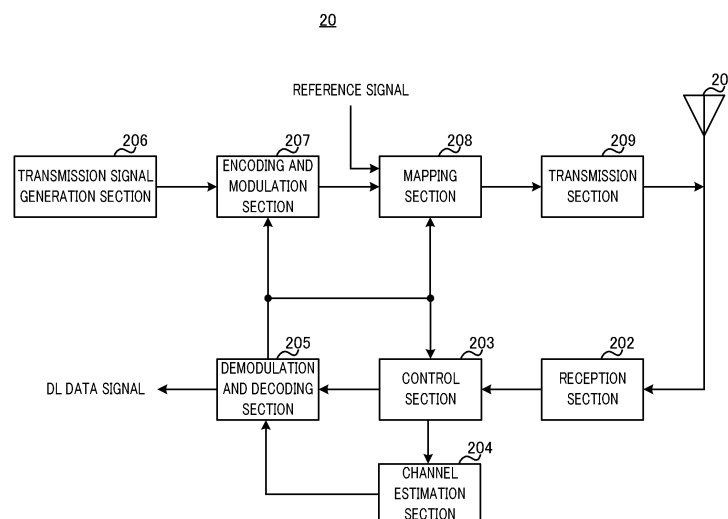 20
REFERENCE SIGNAL
20
206
TRANSMISSION SIGNAL
GENERATION SECTION
207
ENCODING AND
MODULATION
SECTION
208
MAPPING
SECTION
209
TRANSMISSION
SECTION
205
DEMODULATION
AND DECODING
SECTION
203
CONTROL
SECTION
202
RECEPTION
SECTION
DL DATA SIGNAL
204
CHANNEL
ESTIMATION
SECTION